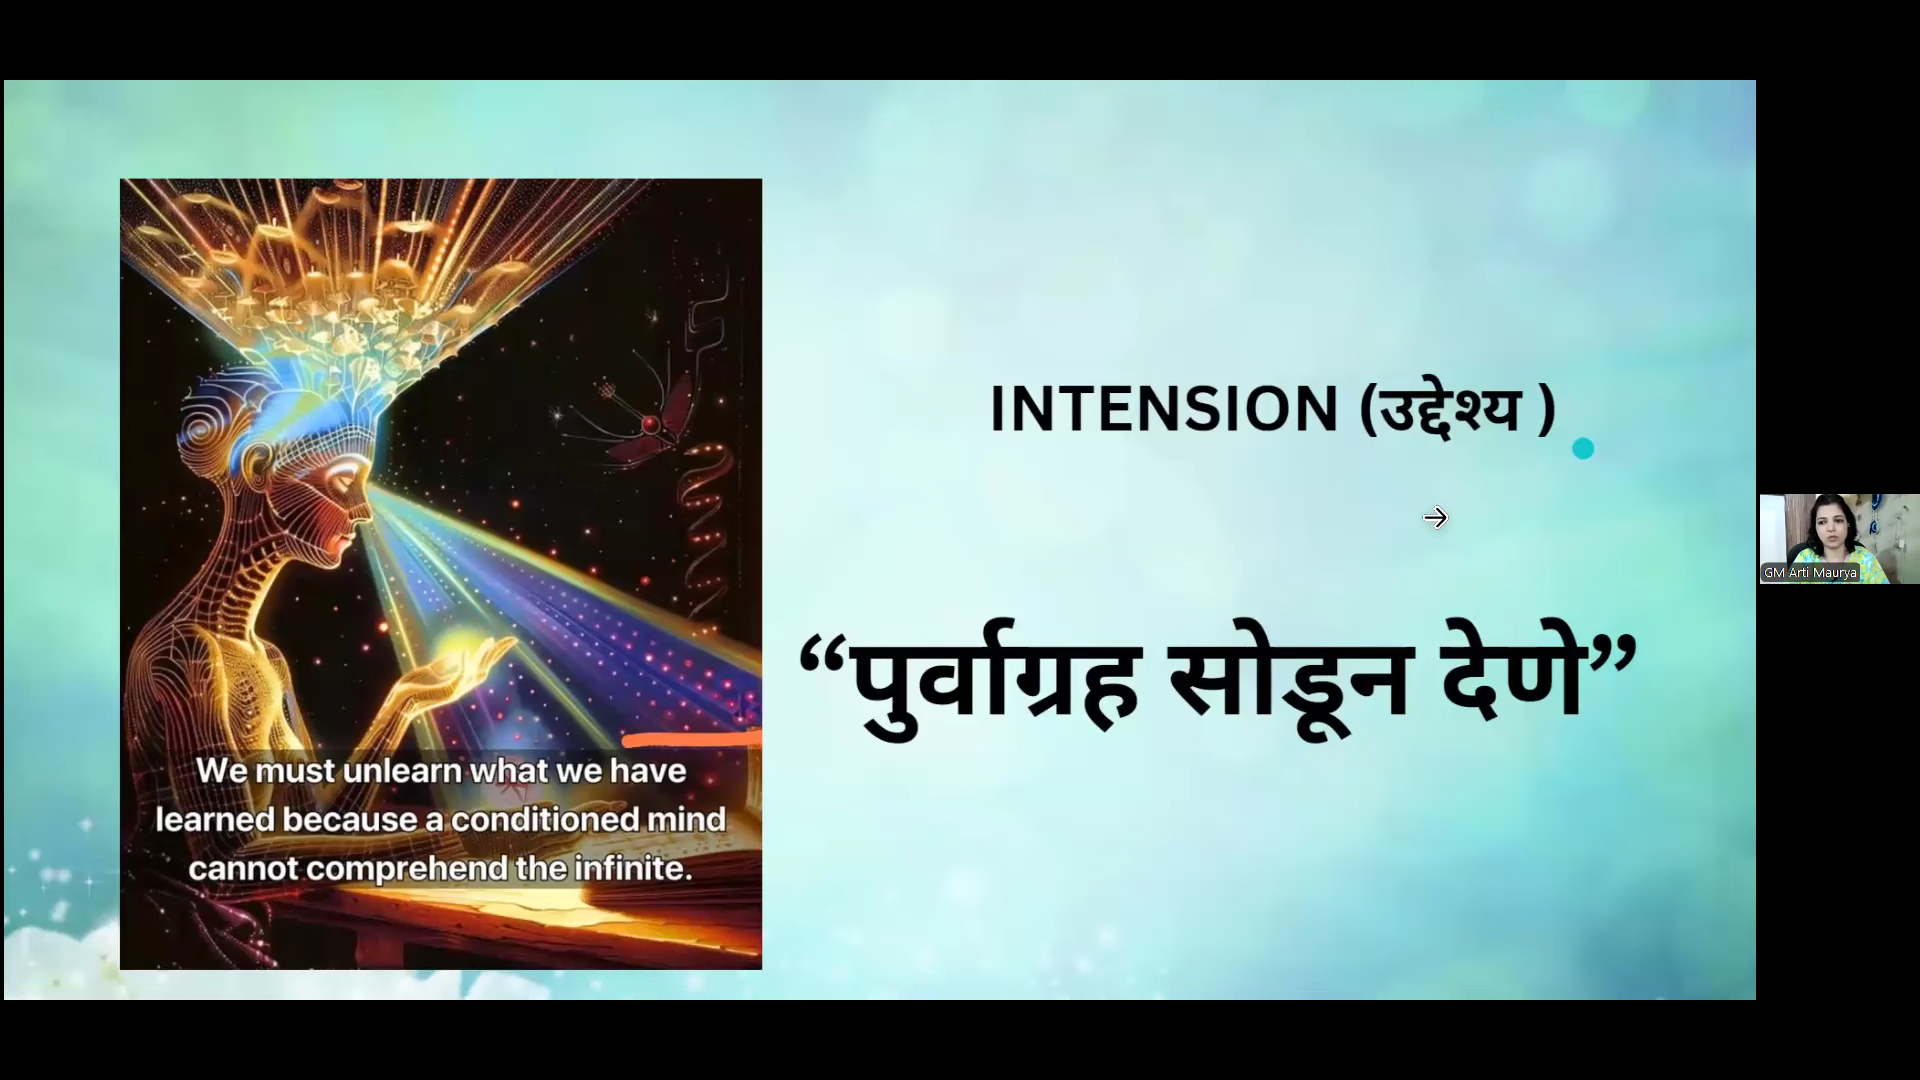 INTENSION (उद्देश्य )
“पुर्वाग्रह सोडून देणे”
We must unlearn what we have
learned because a conditioned mind
cannot comprehend the infinite.
GM Arti Maurya